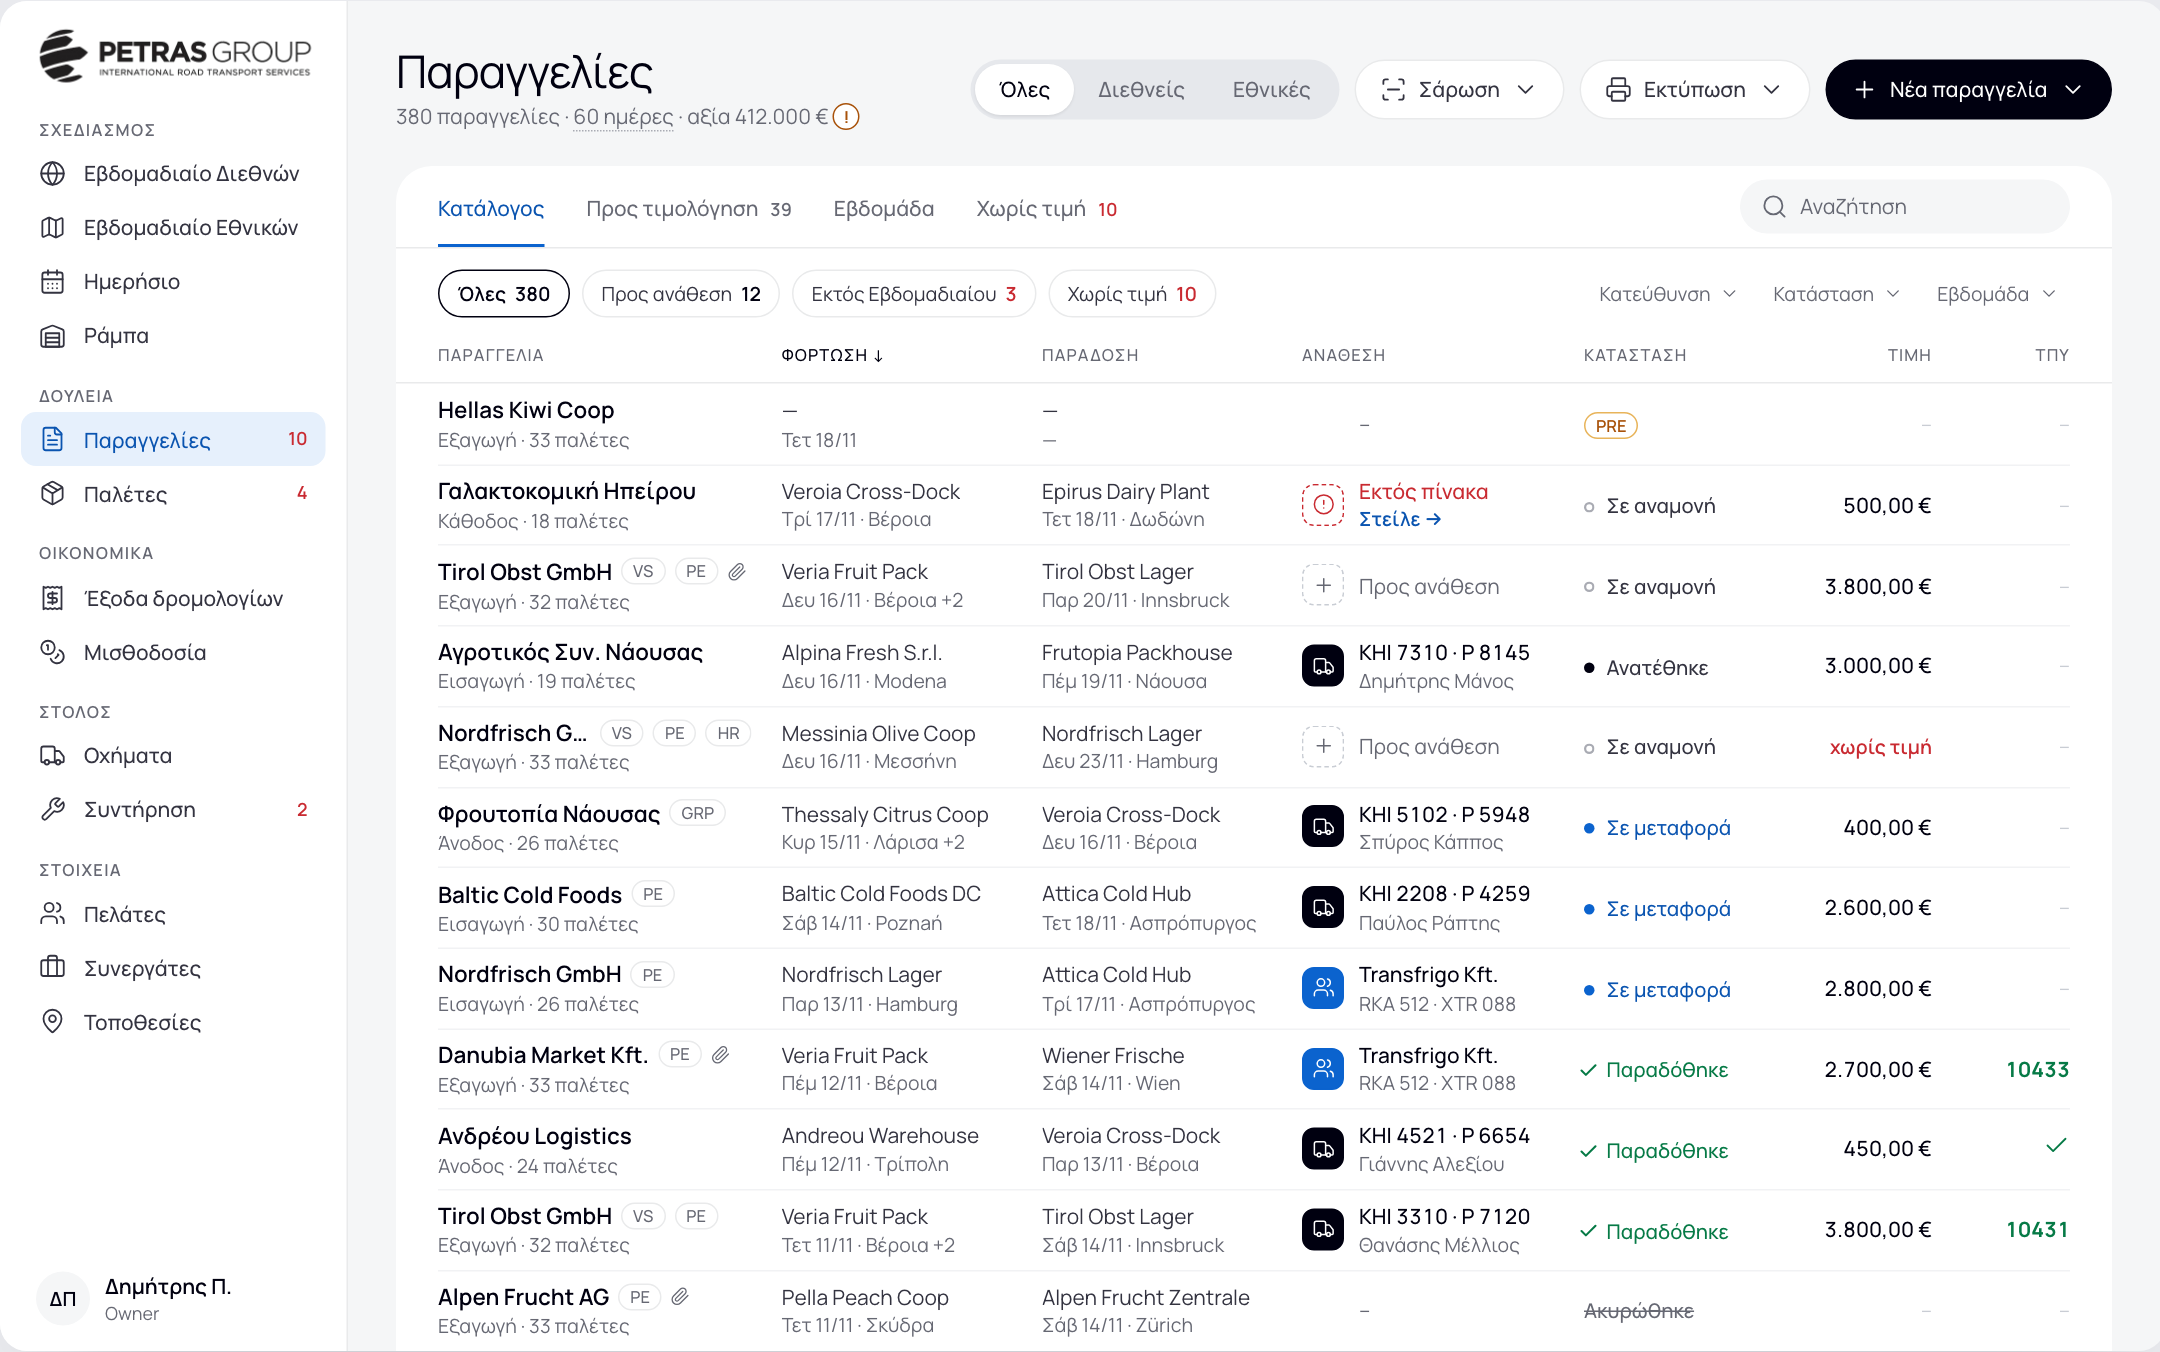 PETRAS GROUP
INTERNATIONAL ROAD TRANSPORT SERVICES
ΣΧΕΔΙΑΣΜΟΣ
Εβδομαδιαίο Διεθνών
Εβδομαδιαίο Εθνικών
Ημερήσιο
Ράμπα
ΔΟΥΛΕΙΑ
Παραγγελίες 10
Παλέτες 4
ΟΙΚΟΝΟΜΙΚΑ
Έξοδα δρομολογίων
Μισθοδοσία
ΣΤΟΛΟΣ
Οχήματα
Συντήρηση 2
ΣΤΟΙΧΕΙΑ
Πελάτες
Συνεργάτες
Τοποθεσίες
ΔΠ
Δημήτρης Π.
Owner
Παραγγελίες
380 παραγγελίες · 60 ημέρες · αξία 412.000 € !
Όλες Διεθνείς Εθνικές
Σάρωση
Εκτύπωση
+ Νέα παραγγελία
Κατάλογος Προς τιμολόγηση 39 Εβδομάδα Χωρίς τιμή 10
Αναζήτηση
Όλες 380 Προς ανάθεση 12 Εκτός Εβδομαδιαίου 3 Χωρίς τιμή 10
Κατεύθυνση Κατάσταση Εβδομάδα
ΠΑΡΑΓΓΕΛΙΑ ΦΟΡΤΩΣΗ ↓ ΠΑΡΑΔΟΣΗ ΑΝΑΘΕΣΗ ΚΑΤΑΣΤΑΣΗ ΤΙΜΗ ΤΠΥ
Hellas Kiwi Coop — — – PRE – –
Εξαγωγή · 33 παλέτες Τετ 18/11 —
Γαλακτοκομική Ηπείρου Veroia Cross-Dock Epirus Dairy Plant Εκτός πίνακα Σε αναμονή 500,00 € –
Κάθοδος · 18 παλέτες Τρί 17/11 · Βέροια Τετ 18/11 · Δωδώνη Στείλε →
Tirol Obst GmbH VS PE Veria Fruit Pack Tirol Obst Lager + Προς ανάθεση Σε αναμονή 3.800,00 € –
Εξαγωγή · 32 παλέτες Δευ 16/11 · Βέροια +2 Παρ 20/11 · Innsbruck
Αγροτικός Συν. Νάουσας Alpina Fresh S.r.l. Frutopia Packhouse ΚΗΙ 7310 · Ρ 8145 Ανατέθηκε 3.000,00 € –
Εισαγωγή · 19 παλέτες Δευ 16/11 · Modena Πέμ 19/11 · Νάουσα Δημήτρης Μάνος
Nordfrisch G... VS PE HR Messinia Olive Coop Nordfrisch Lager + Προς ανάθεση Σε αναμονή χωρίς τιμή –
Εξαγωγή · 33 παλέτες Δευ 16/11 · Μεσσήνη Δευ 23/11 · Hamburg
Φρουτοπία Νάουσας GRP Thessaly Citrus Coop Veroia Cross-Dock ΚΗΙ 5102 · Ρ 5948 Σε μεταφορά 400,00 € –
Άνοδος · 26 παλέτες Κυρ 15/11 · Λάρισα +2 Δευ 16/11 · Βέροια Σπύρος Κάππος
Baltic Cold Foods PE Baltic Cold Foods DC Attica Cold Hub ΚΗΙ 2208 · Ρ 4259 Σε μεταφορά 2.600,00 € –
Εισαγωγή · 30 παλέτες Σάβ 14/11 · Poznań Τετ 18/11 · Ασπρόπυργος Παύλος Ράπτης
Nordfrisch GmbH PE Nordfrisch Lager Attica Cold Hub Transfrigo Kft. Σε μεταφορά 2.800,00 € –
Εισαγωγή · 26 παλέτες Παρ 13/11 · Hamburg Τρί 17/11 · Ασπρόπυργος RKA 512 · XTR 088
Danubia Market Kft. PE Veria Fruit Pack Wiener Frische Transfrigo Kft. Παραδόθηκε 2.700,00 € 10433
Εξαγωγή · 33 παλέτες Πέμ 12/11 · Βέροια Σάβ 14/11 · Wien RKA 512 · XTR 088
Ανδρέου Logistics Andreou Warehouse Veroia Cross-Dock ΚΗΙ 4521 · Ρ 6654 Παραδόθηκε 450,00 €
Άνοδος · 24 παλέτες Πέμ 12/11 · Τρίπολη Παρ 13/11 · Βέροια Γιάννης Αλεξίου
Tirol Obst GmbH VS PE Veria Fruit Pack Tirol Obst Lager ΚΗΙ 3310 · Ρ 7120 Παραδόθηκε 3.800,00 € 10431
Εξαγωγή · 32 παλέτες Τετ 11/11 · Βέροια +2 Σάβ 14/11 · Innsbruck Θανάσης Μέλλιος
Alpen Frucht AG PE Pella Peach Coop Alpen Frucht Zentrale – Ακυρώθηκε – –
Εξαγωγή · 33 παλέτες Τετ 11/11 · Σκύδρα Σάβ 14/11 · Zürich